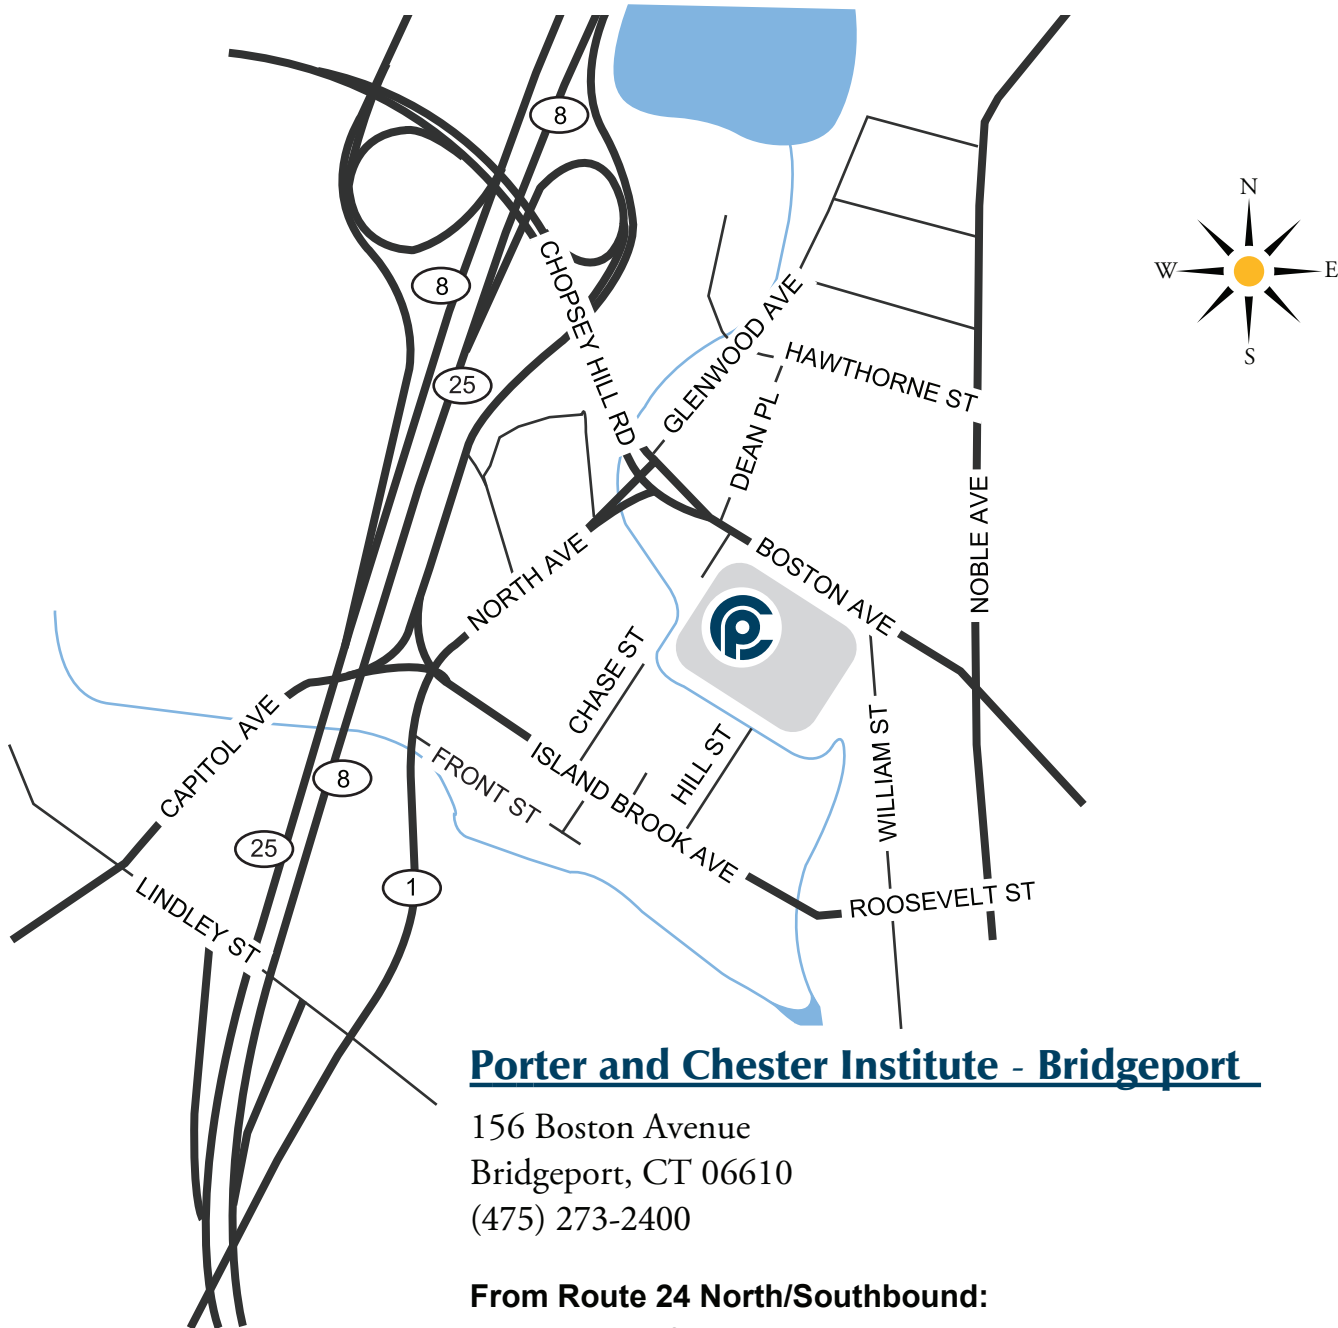 8
N
W
E
S
8
CHOPSEY HILL RD
GLENWOOD AVE
25
HAWTHORNE ST
DEAN PL
NOBLE AVE
NORTH AVE
BOSTON AVE
CPC
CHASE ST
CAPITOL AVE
HILL ST
WILLIAM ST
FRONT ST
ISLAND BROOK AVE
8
25
1
LINDLEY ST
ROOSEVELT ST
Porter and Chester Institute - Bridgeport
156 Boston Avenue
Bridgeport, CT 06610
(475) 273-2400
From Route 24 North/Southbound: